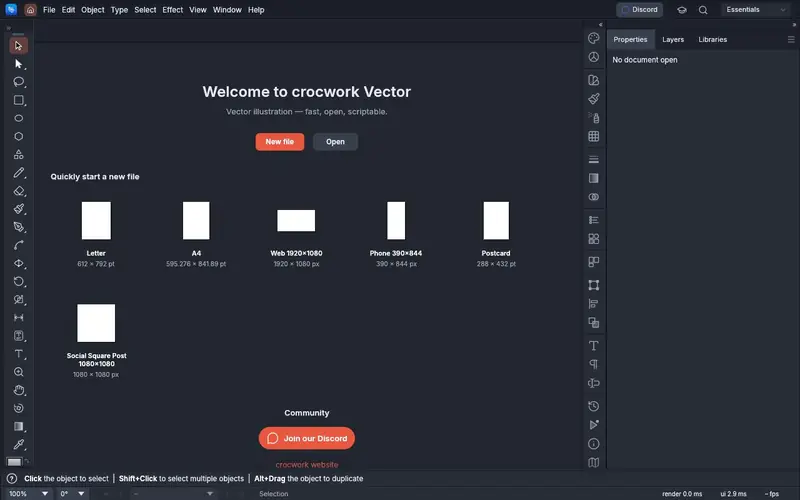 File Edit Object Type Select Effect View Window Help
Discord
Essentials
Properties Layers Libraries
No document open
Welcome to crocwork Vector
Vector illustration — fast, open, scriptable.
New file Open
Quickly start a new file
Letter
612 × 792 pt
A4
595.276 × 841.89 pt
Web 1920×1080
1920 × 1080 px
Phone 390×844
390 × 844 px
Postcard
288 × 432 pt
Social Square Post
1080×1080
1080 × 1080 px
Community
Join our Discord
crocwork website
Click the object to select | Shift+Click to select multiple objects | Alt+Drag the object to duplicate
100% 0° Selection render 0.0 ms ui 2.9 ms – fps